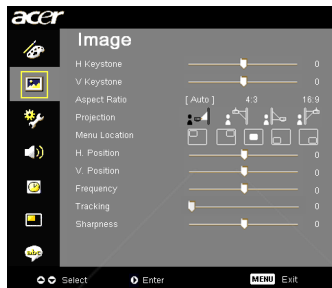 acer
Image
H Keystone 0
V Keystone 0
Aspect Ratio [ Auto ] 4:3 16:9
Projection
Menu Location
H. Position 0
V. Position 0
Frequency 0
Tracking 0
Sharpness 0
abc
Select Enter MENU Exit